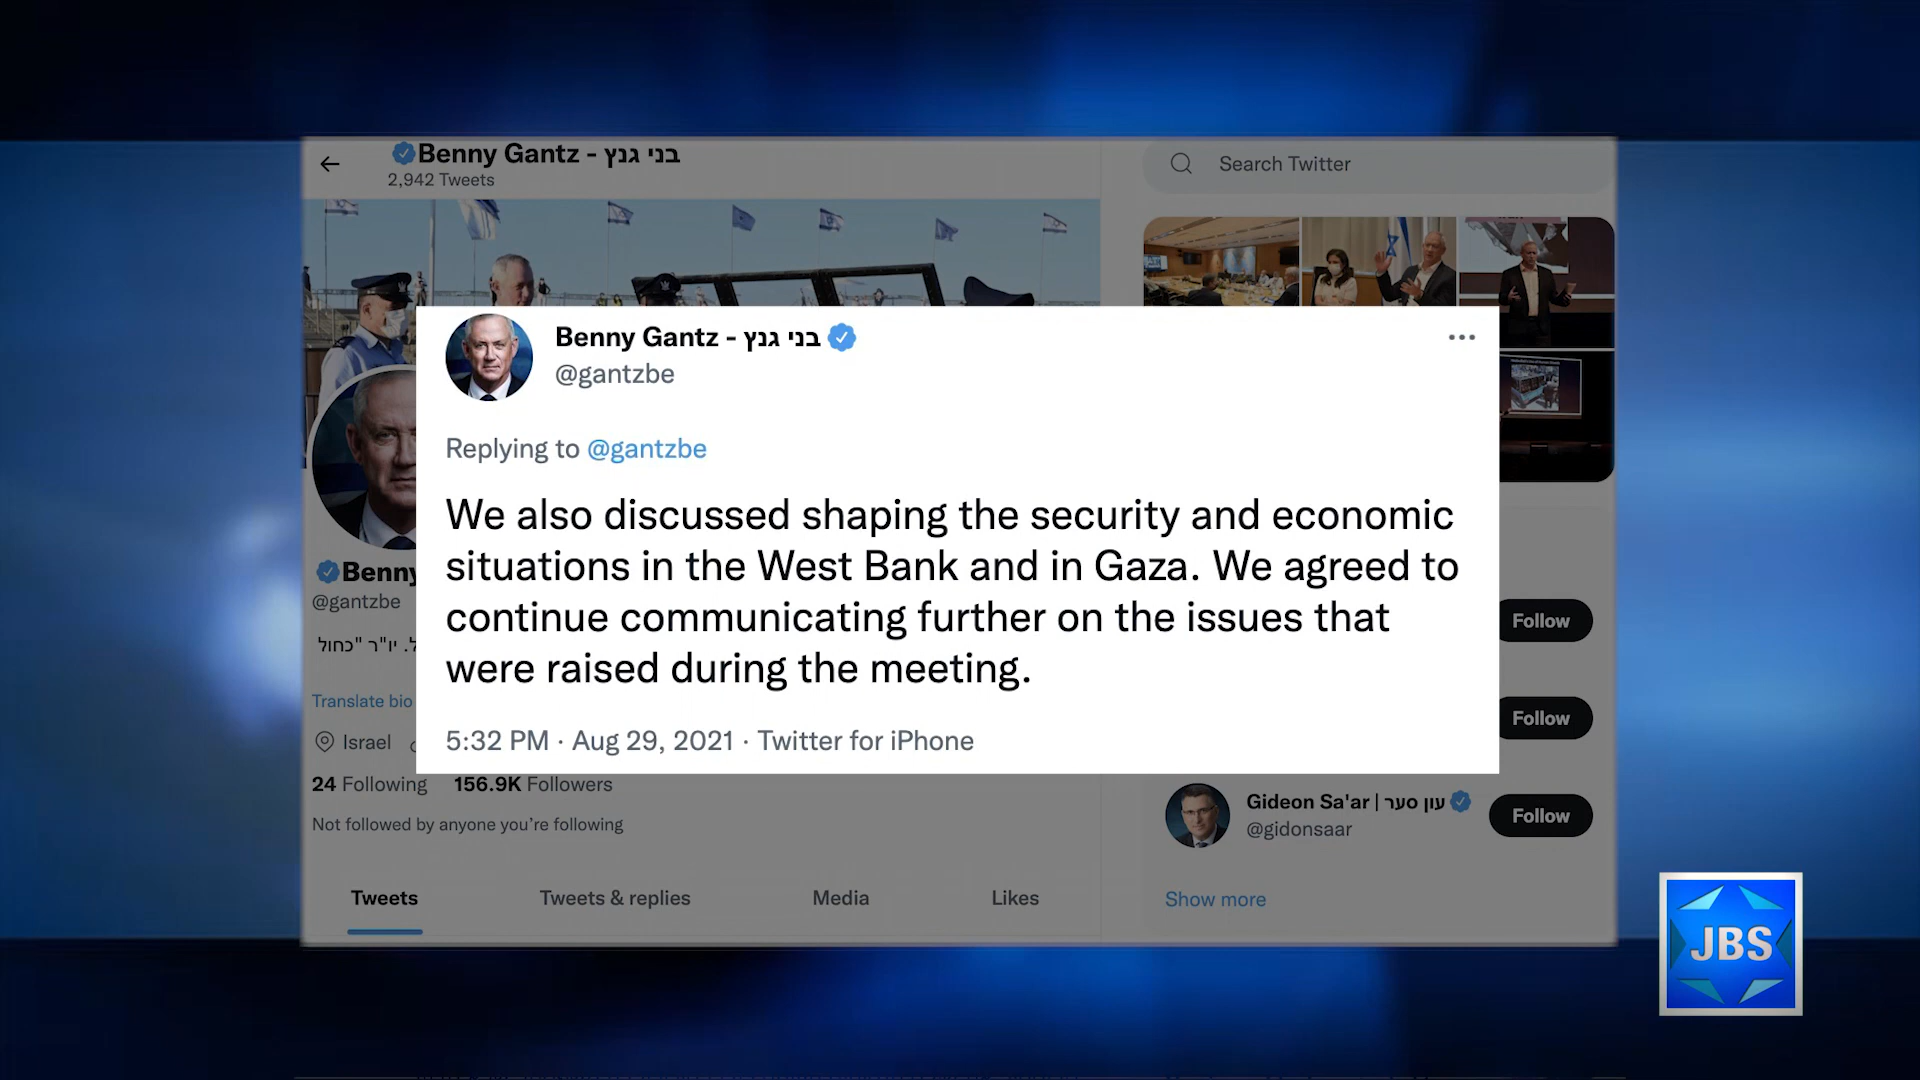 Benny Gantz - בני גנץ
2,942 Tweets
Search Twitter
Benny Gantz - בני גנץ
@gantzbe
Replying to @gantzbe
We also discussed shaping the security and economic
situations in the West Bank and in Gaza. We agreed to
continue communicating further on the issues that
were raised during the meeting.
5:32 PM · Aug 29, 2021 · Twitter for iPhone
Benny
@gantzbe
ל. יו"ר "כחול
Translate bio
Israel
24 Following 156.9K Followers
Not followed by anyone you're following
Tweets Tweets & replies Media Likes
Follow
Follow
Gideon Sa'ar | גדעון סער
@gidonsaar
Follow
Show more
JBS